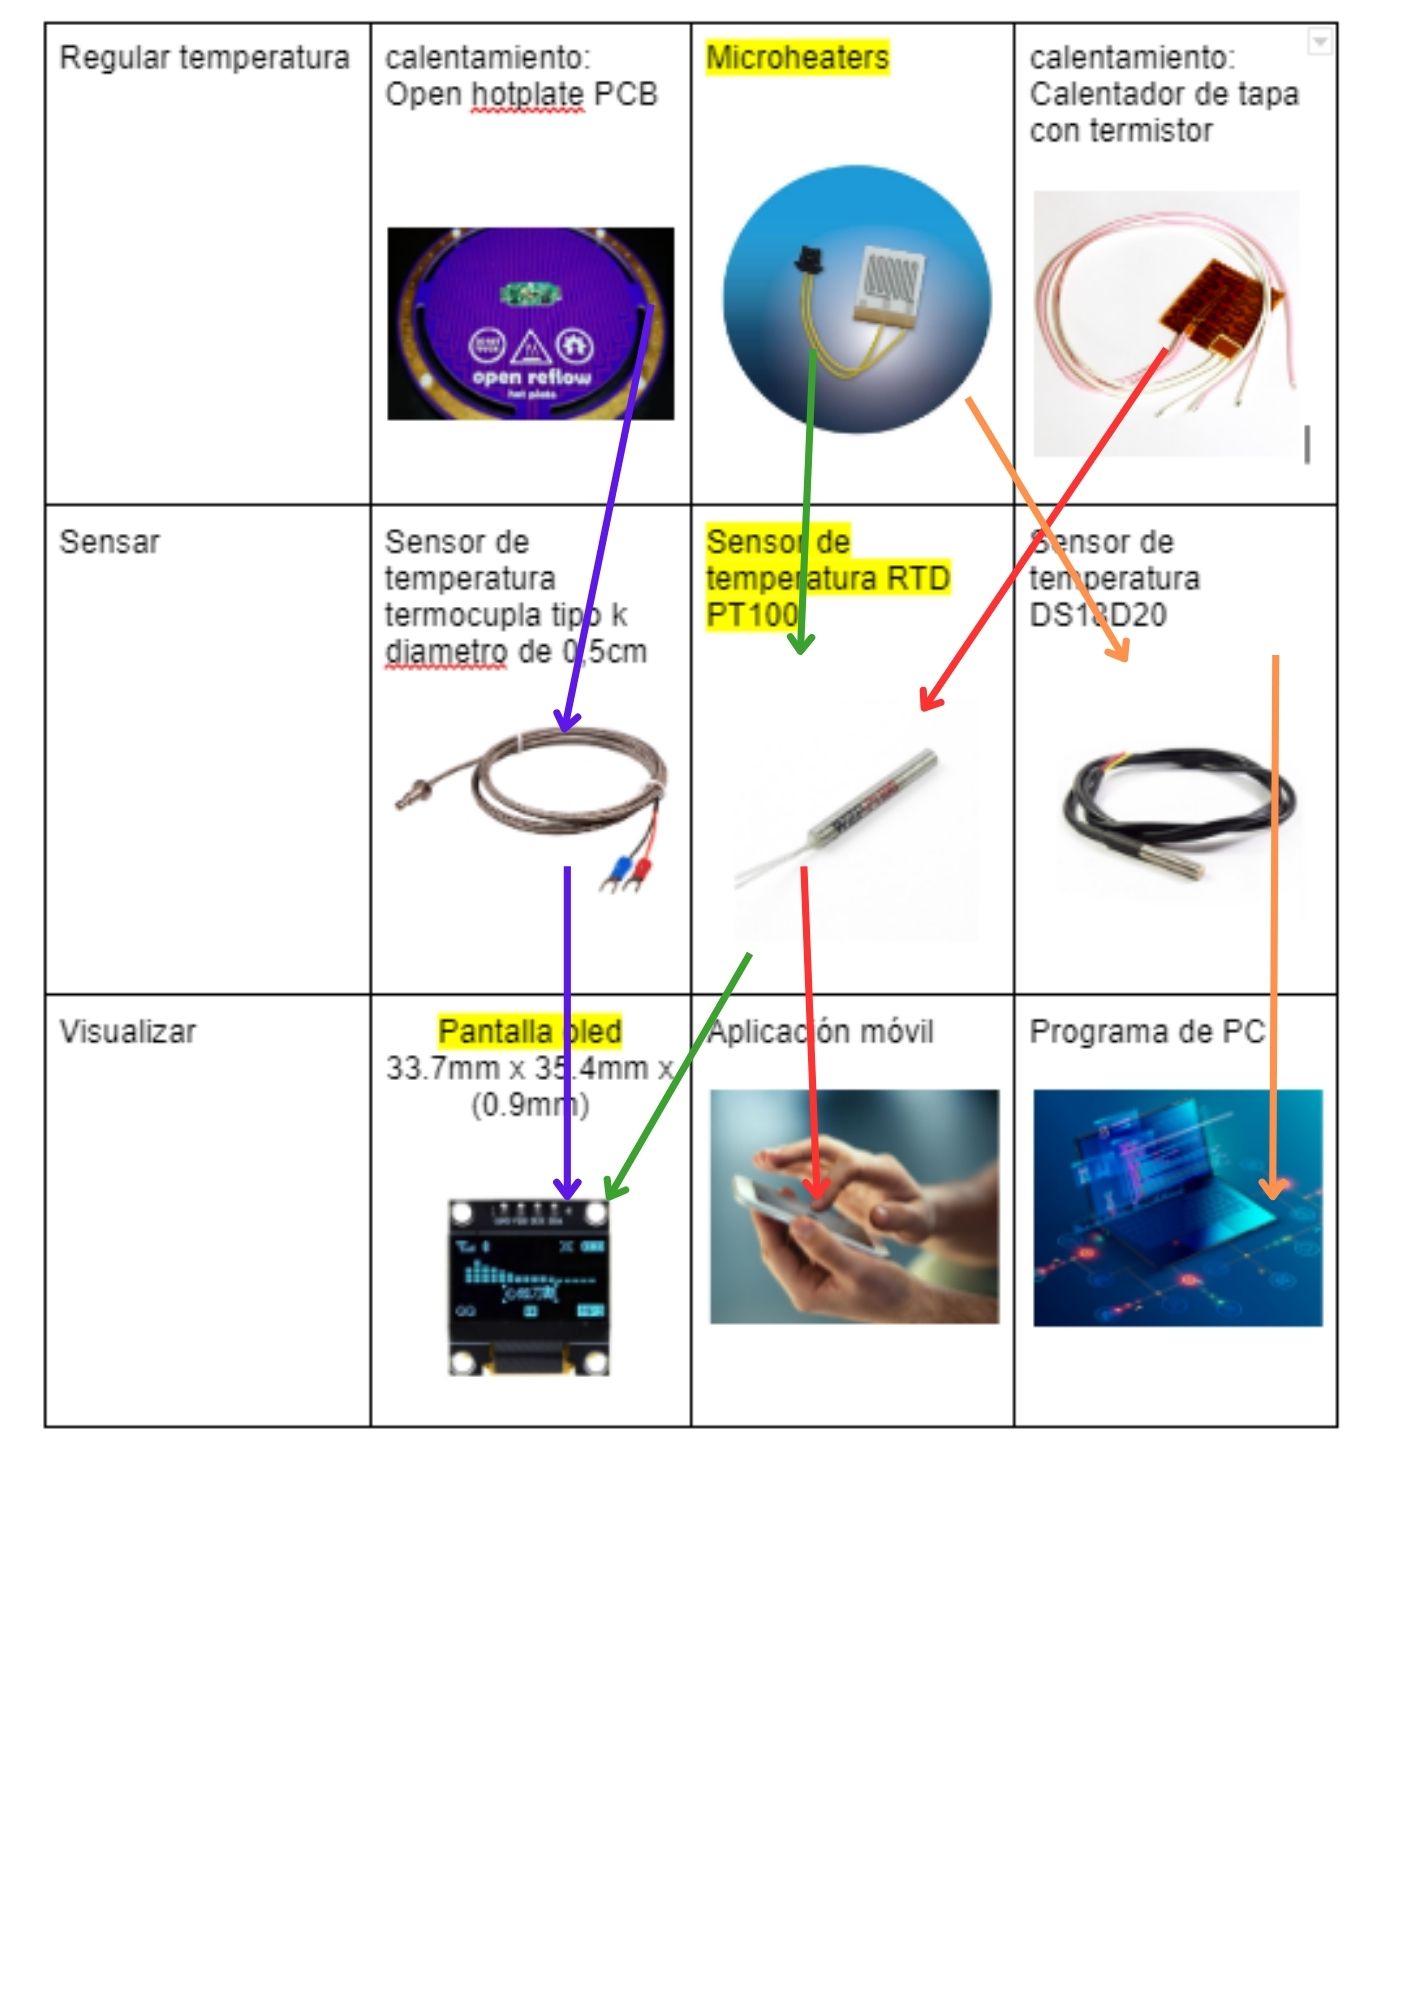 Regular temperatura
calentamiento:
Open hotplate PCB
open reflow
hot plate
Microheaters
calentamiento:
Calentador de tapa
con termistor
Sensar
Sensor de
temperatura
termocupla tipo k
diametro de 0,5cm
Sensor de
temperatura RTD
PT100
Sensor de
temperatura
DS18D20
Visualizar
Pantalla oled
33.7mm x 35.4mm x
(0.9mm)
Aplicación móvil
Programa de PC